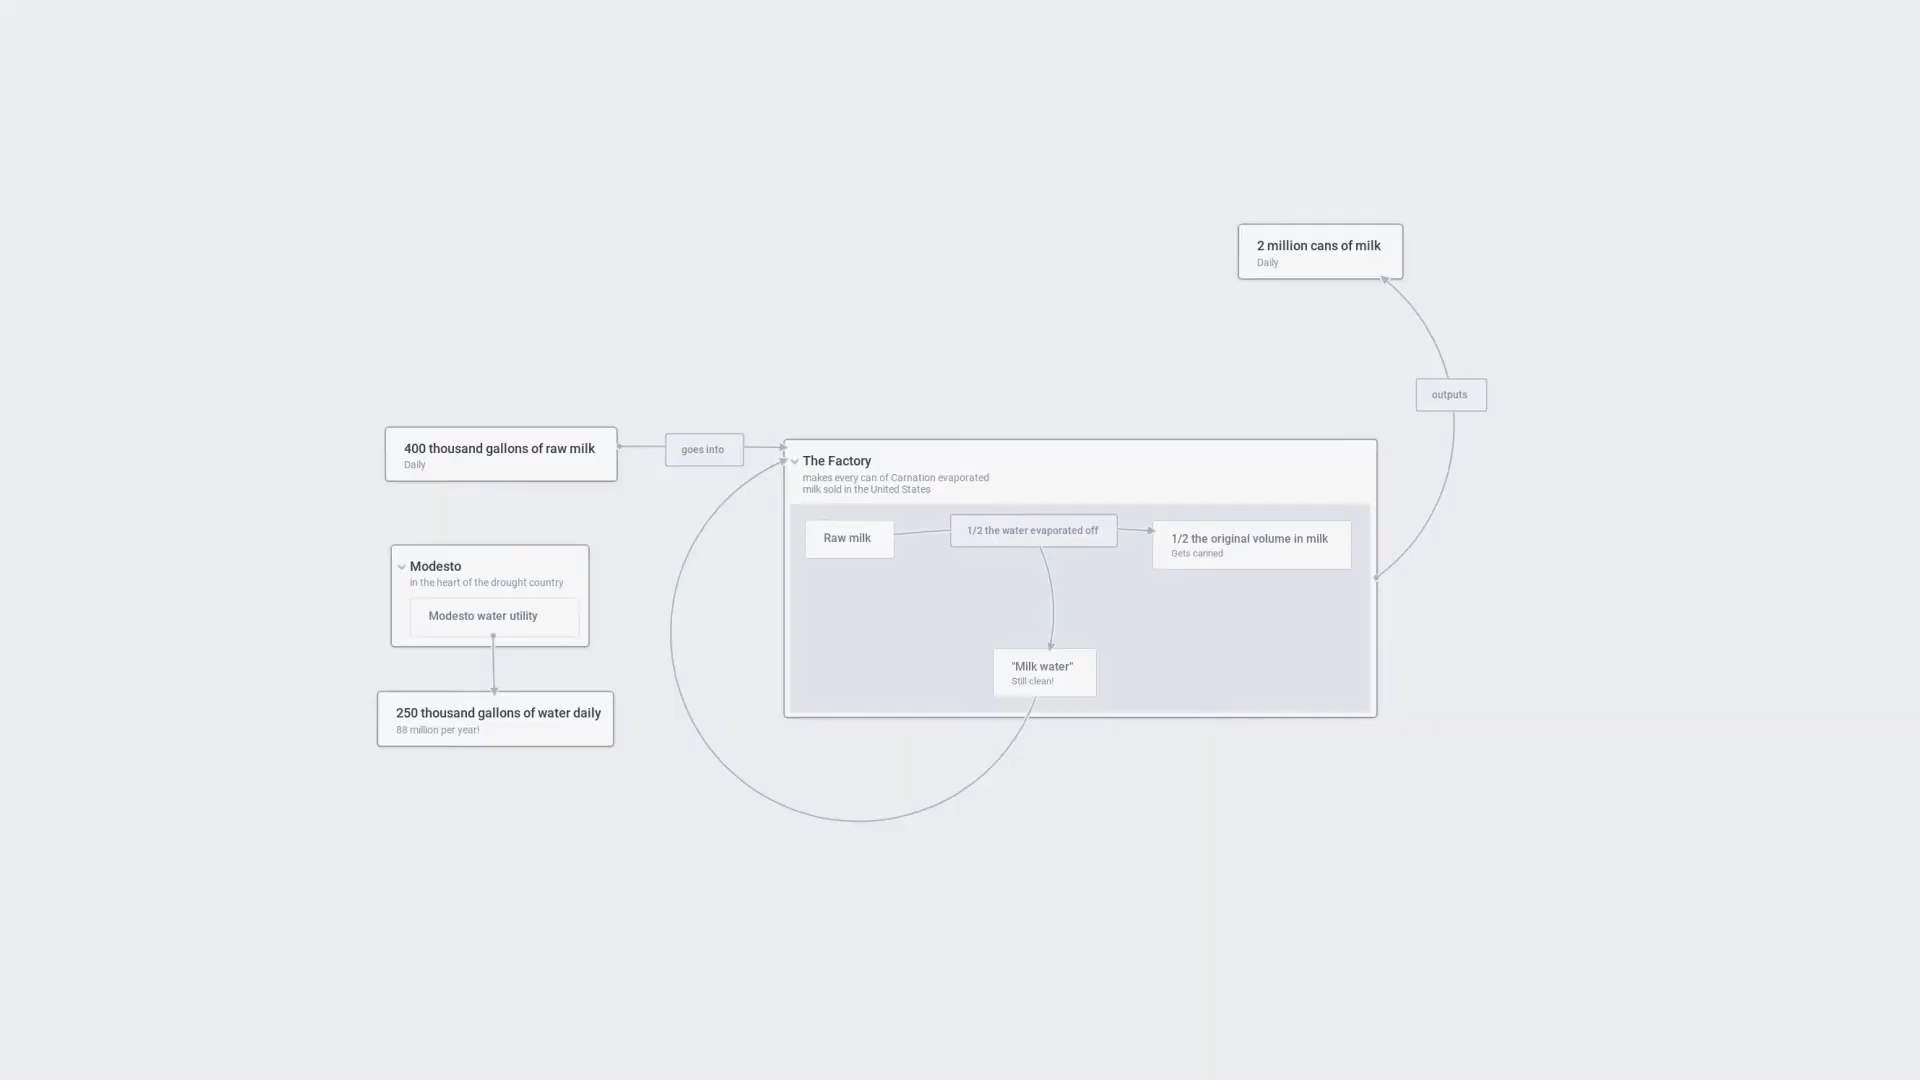 2 million cans of milk
Daily
outputs
400 thousand gallons of raw milk
Daily
goes into
The Factory
makes every can of Carnation evaporated
milk sold in the United States
Raw milk
1/2 the water evaporated off
1/2 the original volume in milk
Gets canned
"Milk water"
Still clean!
Modesto
in the heart of the drought country
Modesto water utility
250 thousand gallons of water daily
88 million per year!